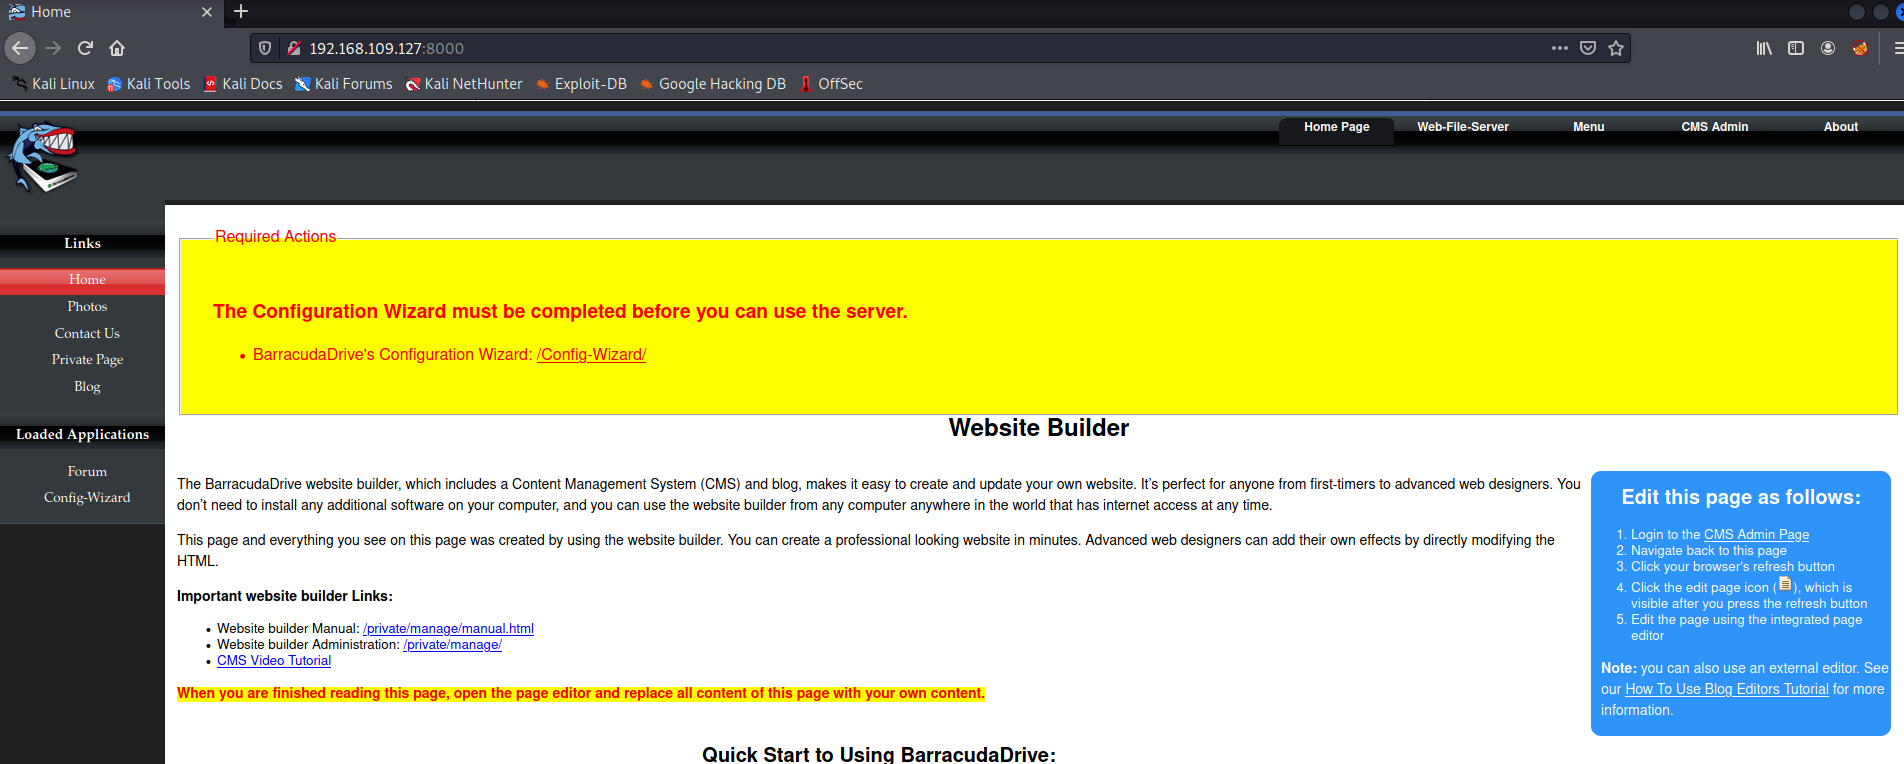 Home
192.168.109.127:8000
Kali Linux Kali Tools Kali Docs Kali Forums Kali NetHunter Exploit-DB Google Hacking DB OffSec
Home Page Web-File-Server Menu CMS Admin About
Links
Home
Photos
Contact Us
Private Page
Blog
Loaded Applications
Forum
Config-Wizard
Required Actions
The Configuration Wizard must be completed before you can use the server.
• BarracudaDrive's Configuration Wizard: /Config-Wizard/
Website Builder
The BarracudaDrive website builder, which includes a Content Management System (CMS) and blog, makes it easy to create and update your own website. It’s perfect for anyone from first-timers to advanced web designers. You
don’t need to install any additional software on your computer, and you can use the website builder from any computer anywhere in the world that has internet access at any time.
This page and everything you see on this page was created by using the website builder. You can create a professional looking website in minutes. Advanced web designers can add their own effects by directly modifying the
HTML.
Important website builder Links:
• Website builder Manual: /private/manage/manual.html
• Website builder Administration: /private/manage/
• CMS Video Tutorial
When you are finished reading this page, open the page editor and replace all content of this page with your own content.
Edit this page as follows:
1. Login to the CMS Admin Page
2. Navigate back to this page
3. Click your browser's refresh button
4. Click the edit page icon (), which is
visible after you press the refresh button
5. Edit the page using the integrated page
editor
Note: you can also use an external editor. See
our How To Use Blog Editors Tutorial for more
information.
Quick Start to Using BarracudaDrive: